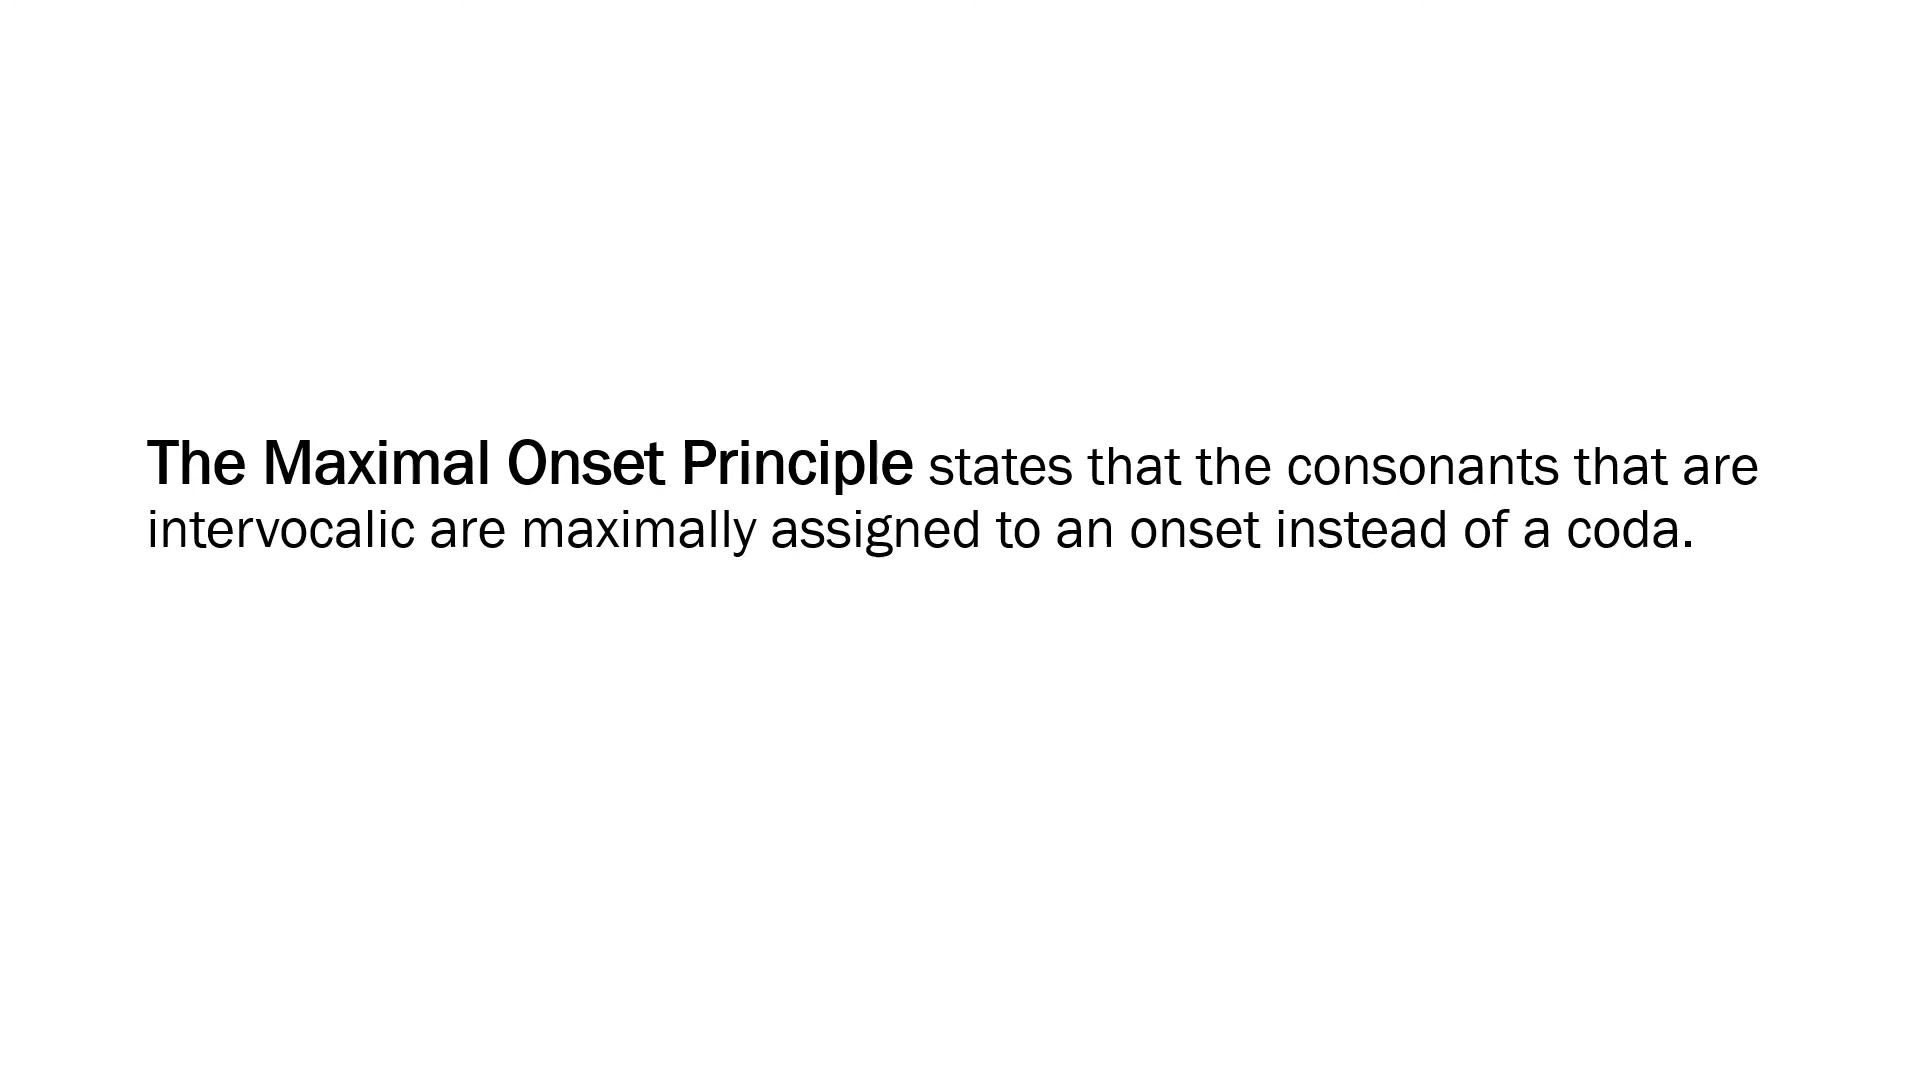 The Maximal Onset Principle states that the consonants that are
intervocalic are maximally assigned to an onset instead of a coda.